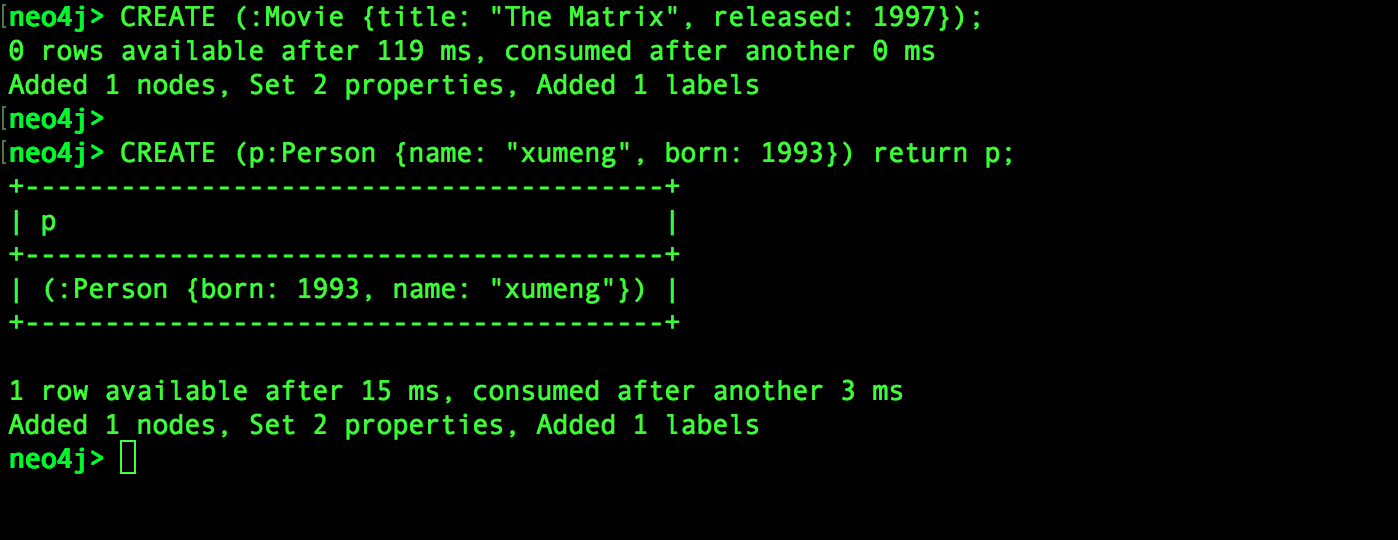 neo4j> CREATE (:Movie {title: "The Matrix", released: 1997});
0 rows available after 119 ms, consumed after another 0 ms
Added 1 nodes, Set 2 properties, Added 1 labels
neo4j>
neo4j> CREATE (p:Person {name: "xumeng", born: 1993}) return p;
+----------------------------------------+
| p                                      |
+----------------------------------------+
| (:Person {born: 1993, name: "xumeng"}) |
+----------------------------------------+
1 row available after 15 ms, consumed after another 3 ms
Added 1 nodes, Set 2 properties, Added 1 labels
neo4j>